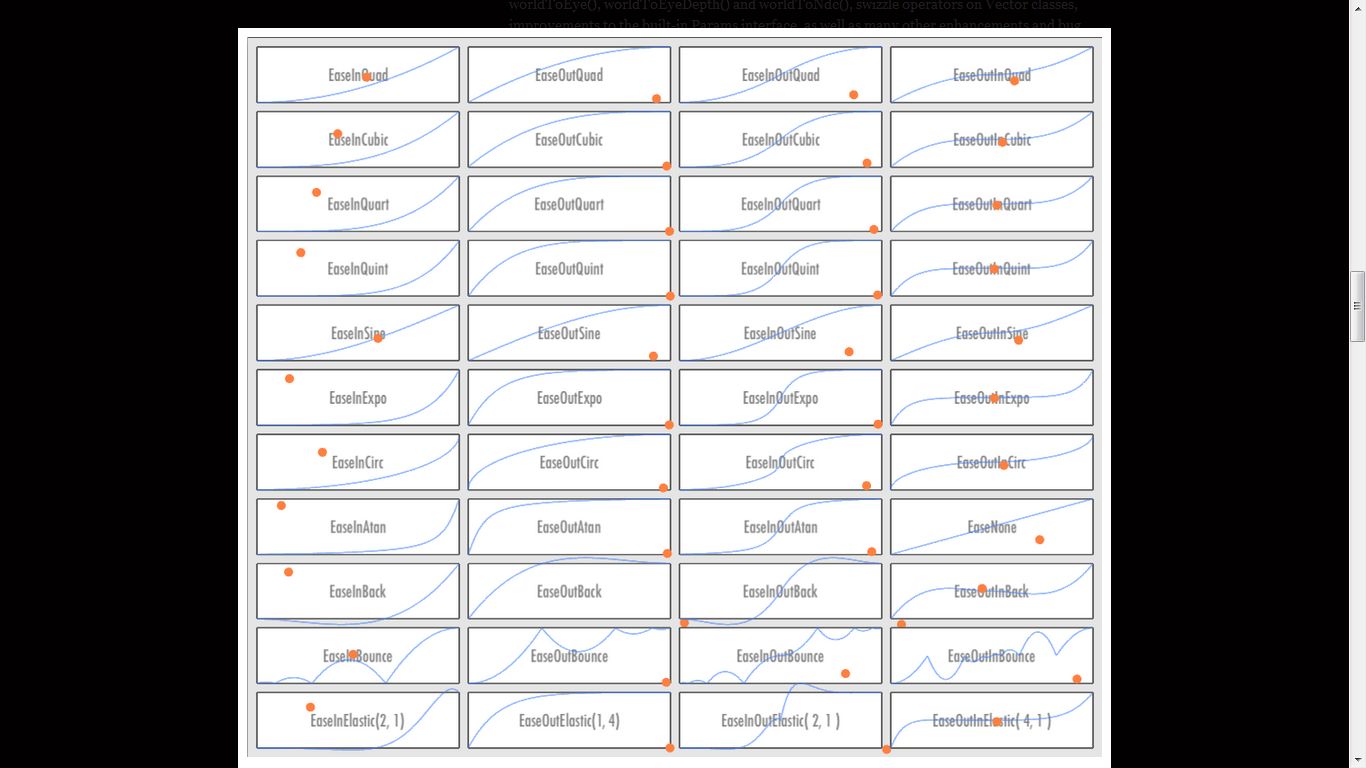 worldToEye(), worldToEyeDepth() and worldToNdc(), swizzle operators on Vector classes,
improvements to the built-in Params interface, as well as many other enhancements and bug
EaseInQuad EaseOutQuad EaseInOutQuad EaseOutInQuad
EaseInCubic EaseOutCubic EaseInOutCubic EaseOutInCubic
EaseInQuart EaseOutQuart EaseInOutQuart EaseOutInQuart
EaseInQuint EaseOutQuint EaseInOutQuint EaseOutInQuint
EaseInSine EaseOutSine EaseInOutSine EaseOutInSine
EaseInExpo EaseOutExpo EaseInOutExpo EaseOutInExpo
EaseInCirc EaseOutCirc EaseInOutCirc EaseOutInCirc
EaseInAtan EaseOutAtan EaseInOutAtan EaseNone
EaseInBack EaseOutBack EaseInOutBack EaseOutInBack
EaseInBounce EaseOutBounce EaseInOutBounce EaseOutInBounce
EaseInElastic(2, 1) EaseOutElastic(1, 4) EaseInOutElastic( 2, 1 ) EaseOutInElastic( 4, 1 )